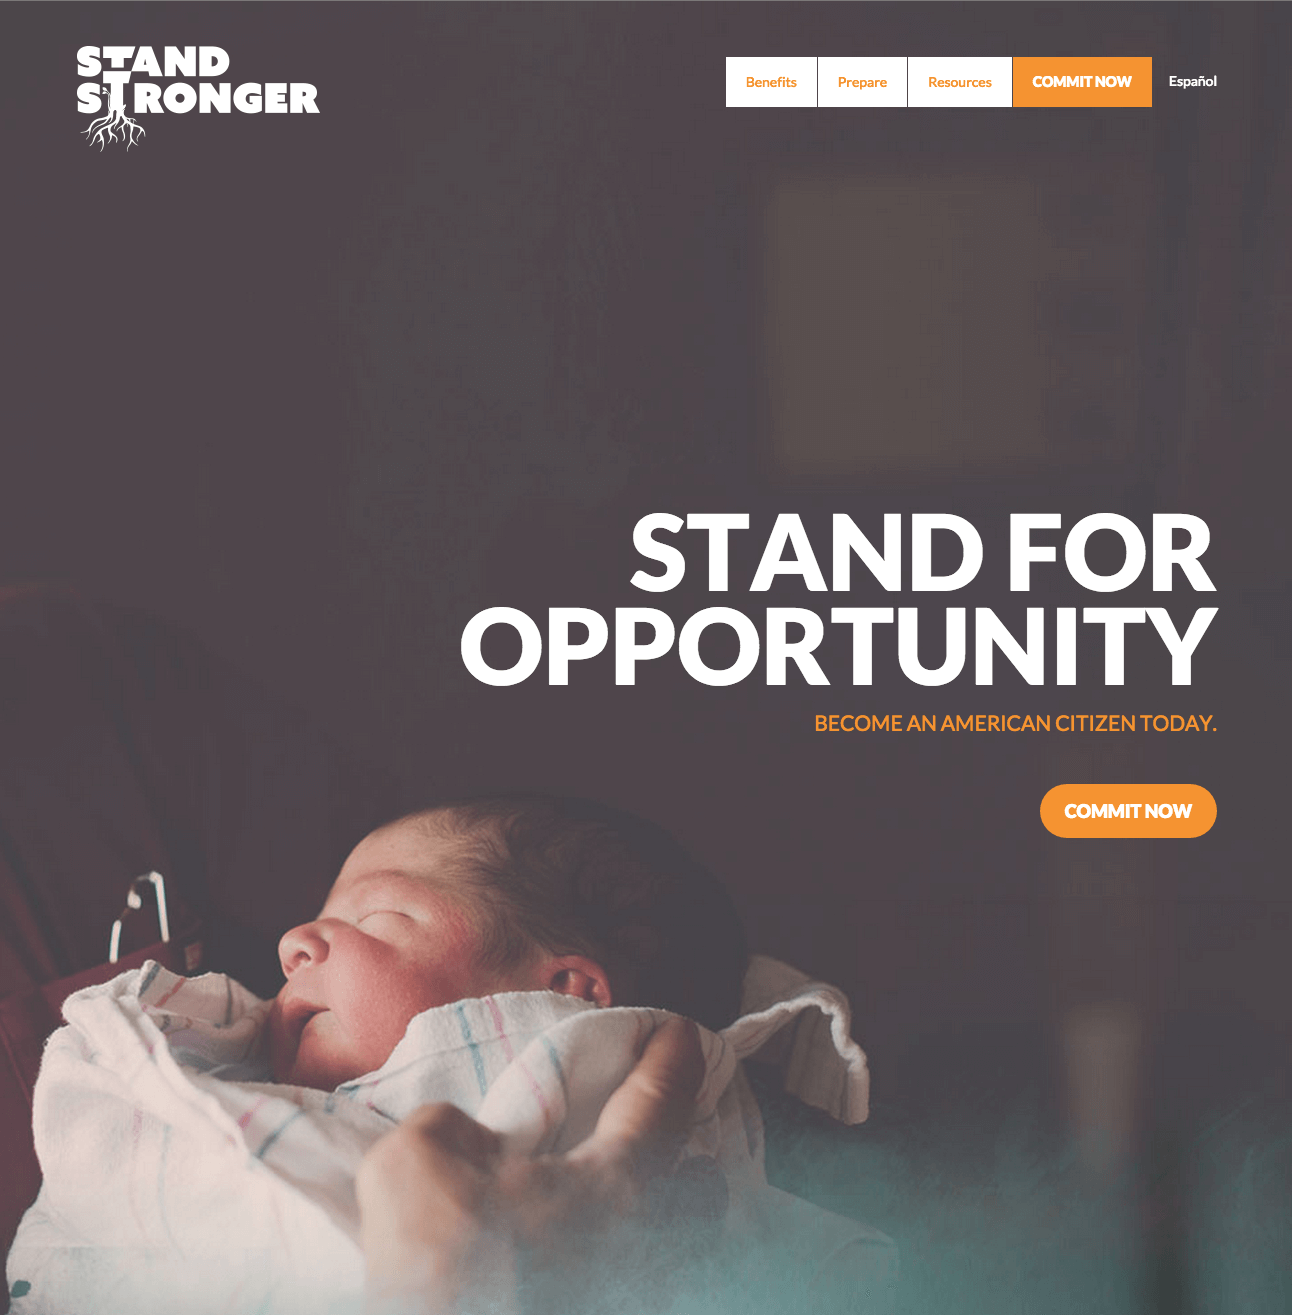 STAND
STRONGER
Benefits
Prepare
Resources
COMMIT NOW
Español
STAND FOR
OPPORTUNITY
BECOME AN AMERICAN CITIZEN TODAY.
COMMIT NOW